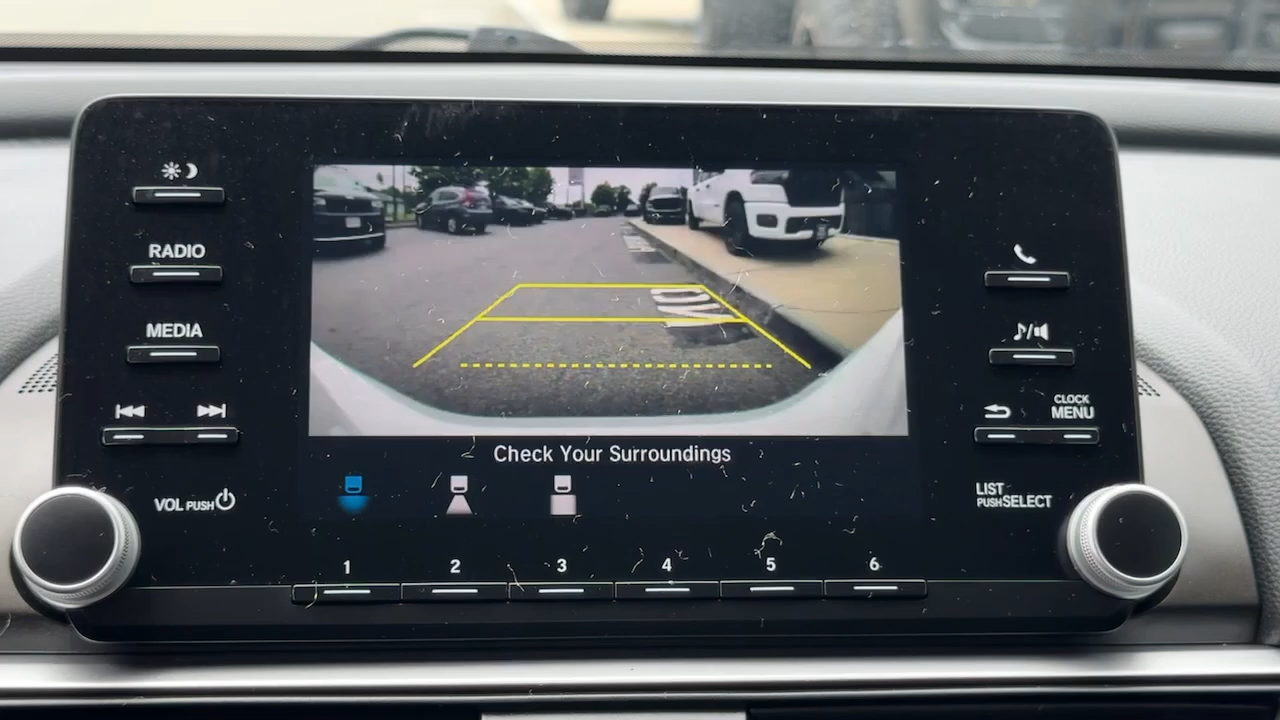 RADIO
MEDIA
VOL PUSH
Check Your Surroundings
CLOCK
MENU
LIST
PUSH SELECT
1 2 3 4 5 6